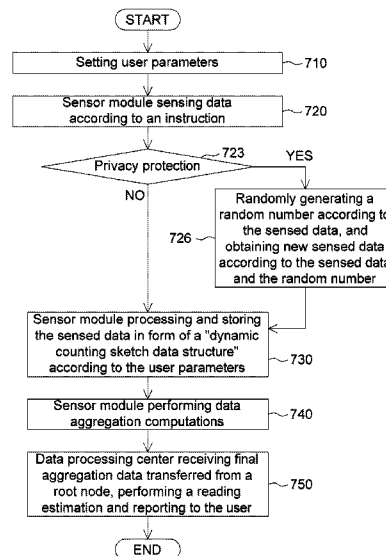 START
Setting user parameters
710
Sensor module sensing data
according to an instruction
720
723
Privacy protection
YES
NO
Randomly generating a
random number according to
the sensed data, and
obtaining new sensed data
according to the sensed data
and the random number
726
Sensor module processing and storing
the sensed data in form of a "dynamic
counting sketch data structure"
according to the user parameters
730
Sensor module performing data
aggregation computations
740
Data processing center receiving final
aggregation data transferred from a
root node, performing a reading
estimation and reporting to the user
750
END